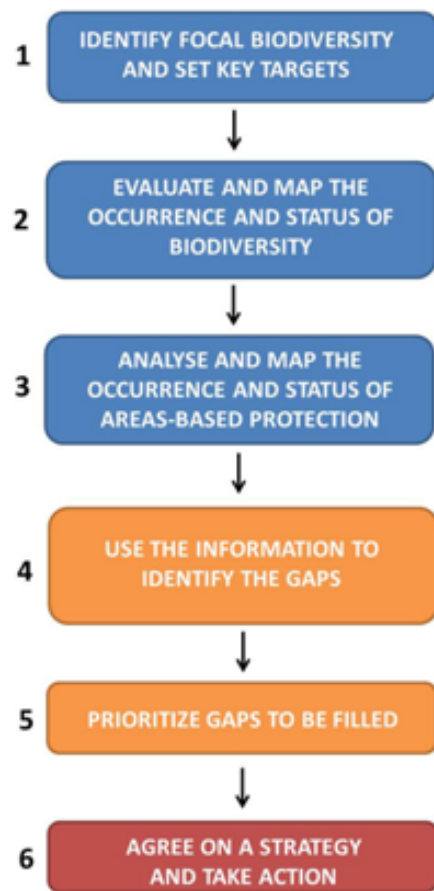 1
IDENTIFY FOCAL BIODIVERSITY
AND SET KEY TARGETS
2
EVALUATE AND MAP THE
OCCURRENCE AND STATUS OF
BIODIVERSITY
3
ANALYSE AND MAP THE
OCCURRENCE AND STATUS OF
AREAS-BASED PROTECTION
4
USE THE INFORMATION TO
IDENTIFY THE GAPS
5
PRIORITIZE GAPS TO BE FILLED
6
AGREE ON A STRATEGY
AND TAKE ACTION